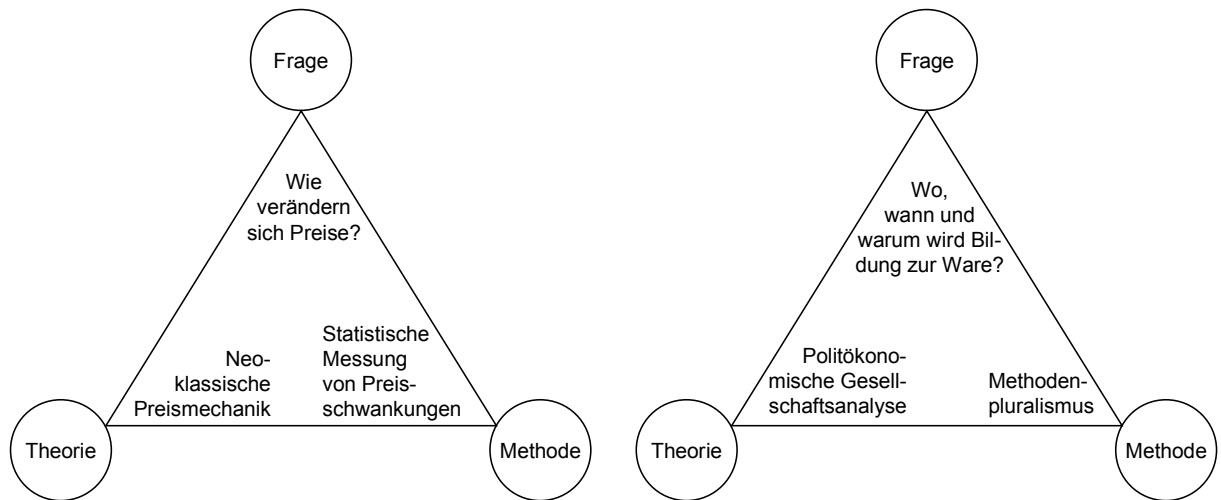 Frage
Wie
verändern
sich Preise?
Neo-
klassische
Preismechanik
Statistische
Messung
von Preis-
schwankungen
Theorie
Methode
Frage
Wo,
wann und
warum wird Bil-
dung zur Ware?
Politökono-
mische Gesell-
schaftsanalyse
Methoden-
pluralismus
Theorie
Methode